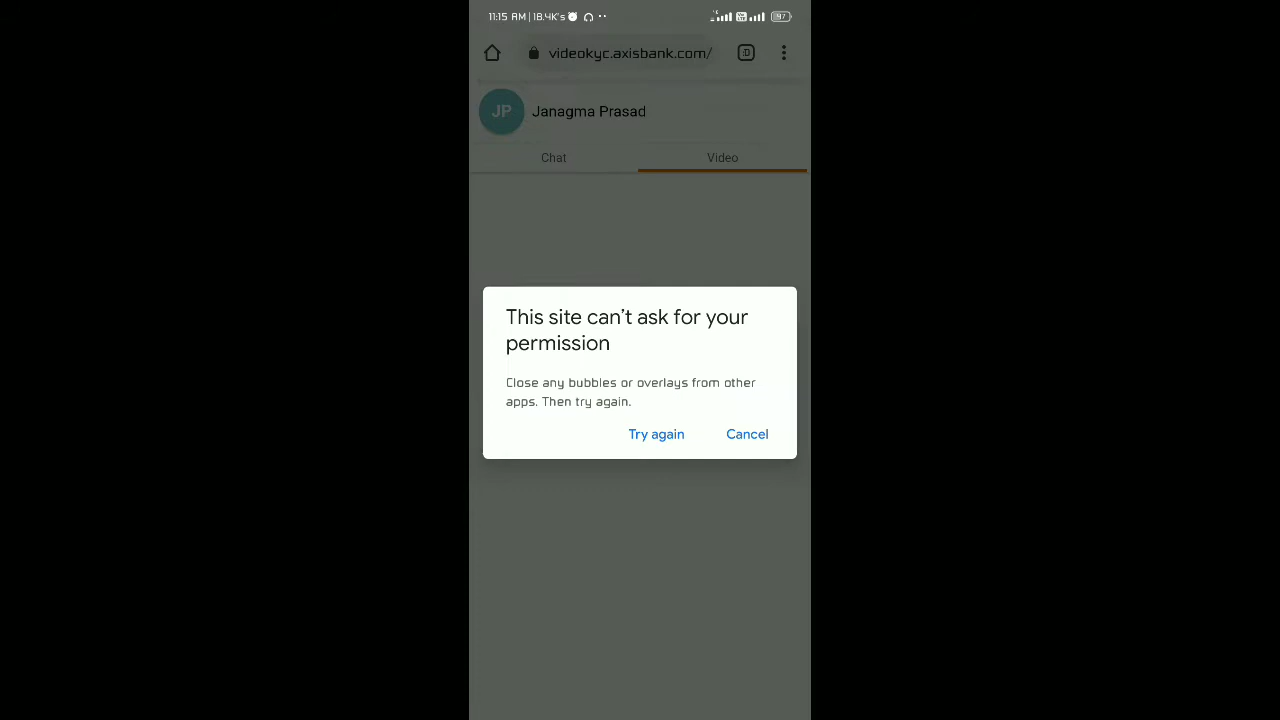 11:15 AM | 18.4K's
videokyc.axisbank.com/
:D
JP
Janagma Prasad
Chat Video
This site can't ask for your
permission
Close any bubbles or overlays from other
apps. Then try again.
Try again Cancel